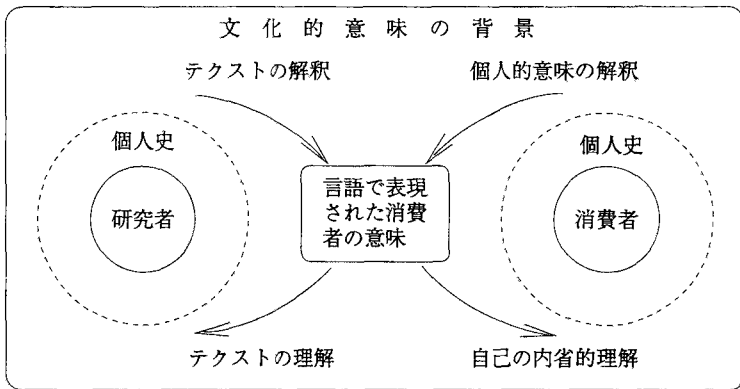 文化的意味の背景
テクストの解釈
個人的意味の解釈
個人史
研究者
言語で表現
された消費
者の意味
個人史
消費者
テクストの理解
自己の内省的理解